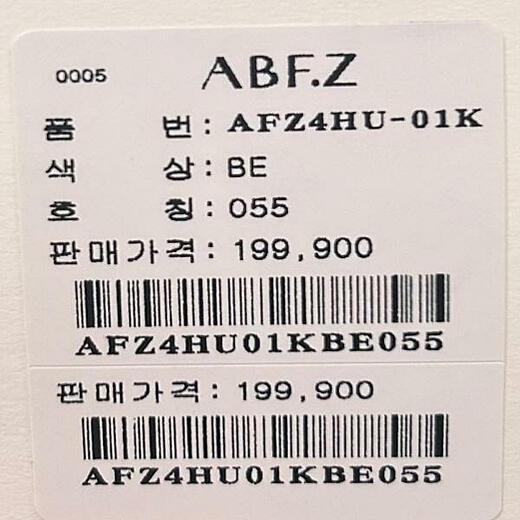 0005 ABF.Z
품 번 : AFZ4HU-01K
색 상 : BE
호 칭 : 055
판매가격 : 199,900
AFZ4HU01KBE055
판매가격 : 199,900
AFZ4HU01KBE055